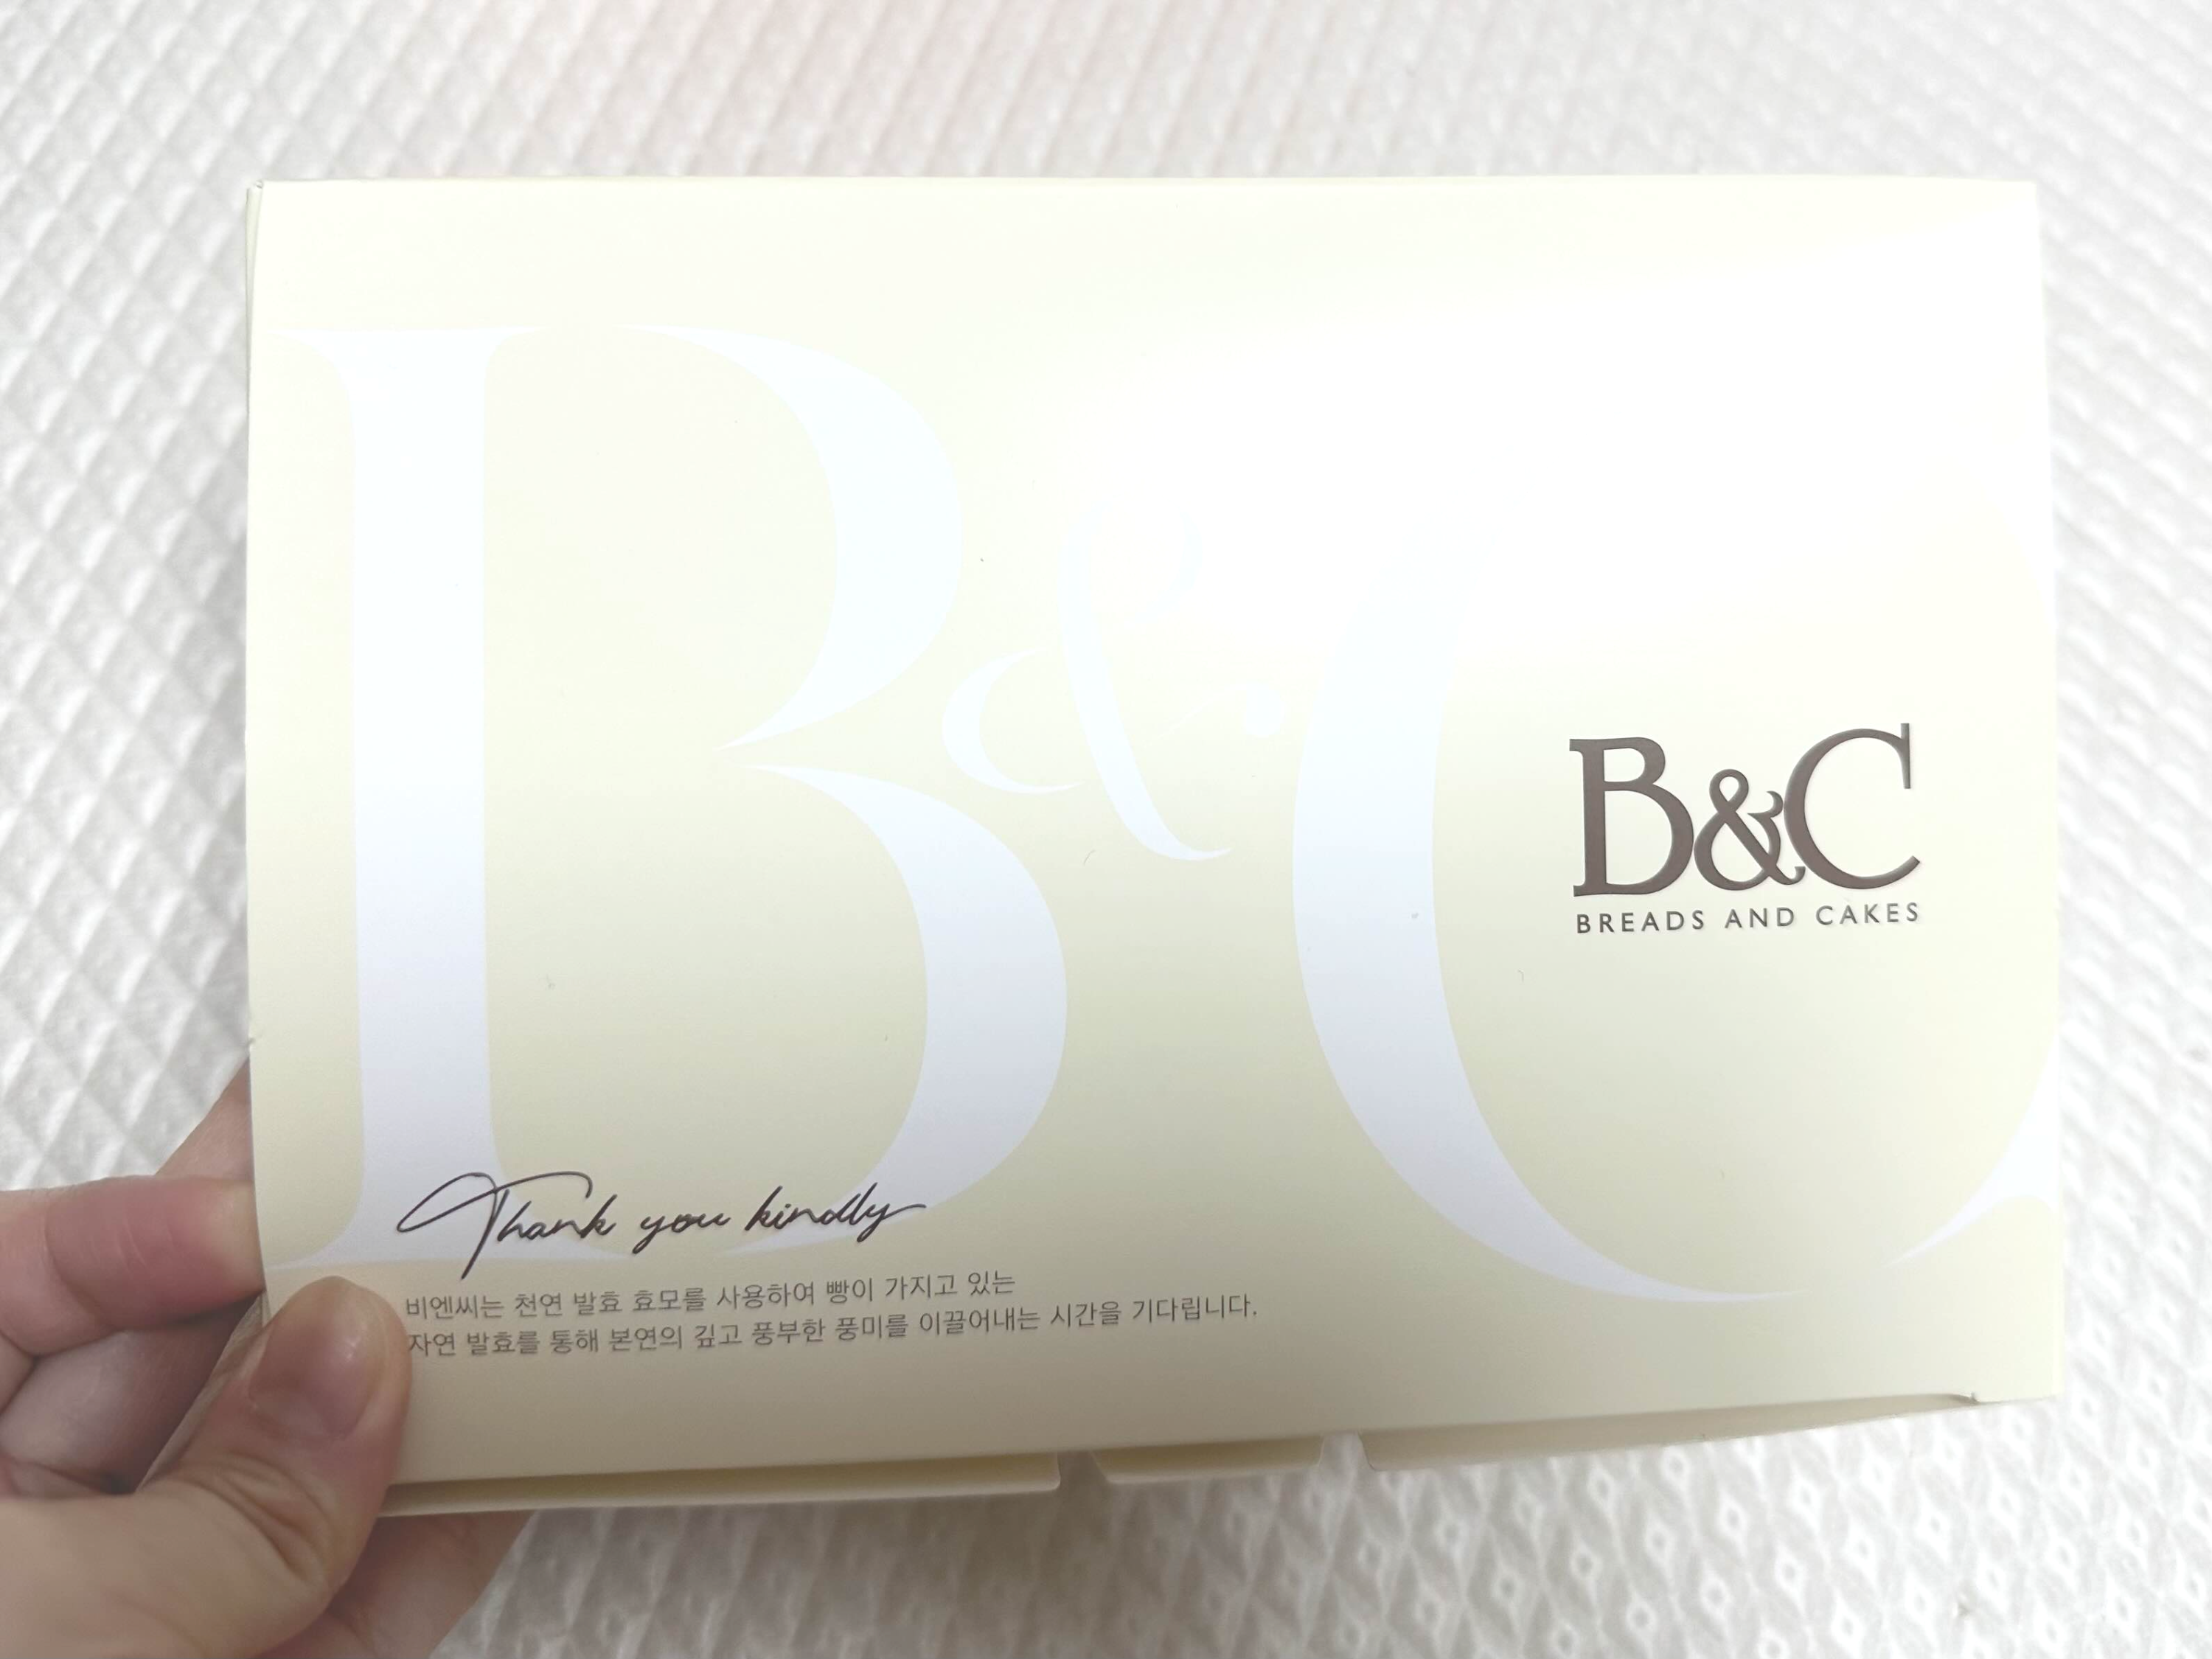 B&C
B&C
BREADS AND CAKES
Thank you kindly
비엔씨는 천연 발효 효모를 사용하여 빵이 가지고 있는
자연 발효를 통해 본연의 깊고 풍부한 풍미를 이끌어내는 시간을 기다립니다.